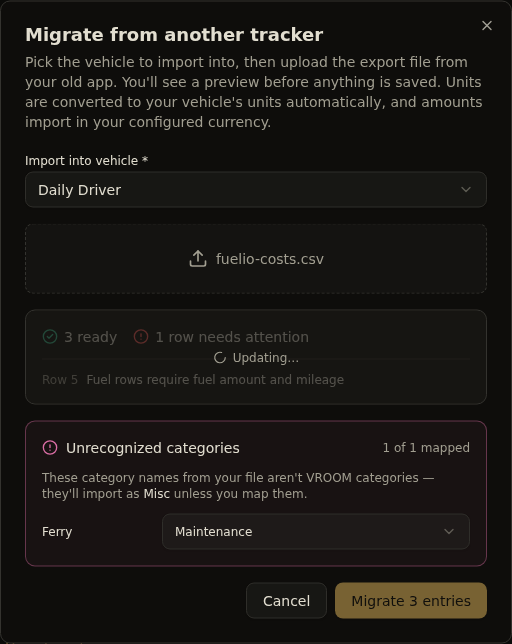 Migrate from another tracker
Pick the vehicle to import into, then upload the export file from
your old app. You'll see a preview before anything is saved. Units
are converted to your vehicle's units automatically, and amounts
import in your configured currency.
Import into vehicle *
Daily Driver
fuelio-costs.csv
3 ready 1 row needs attention
Updating...
Row 5 Fuel rows require fuel amount and mileage
Unrecognized categories 1 of 1 mapped
These category names from your file aren't VROOM categories —
they'll import as Misc unless you map them.
Ferry Maintenance
Cancel Migrate 3 entries